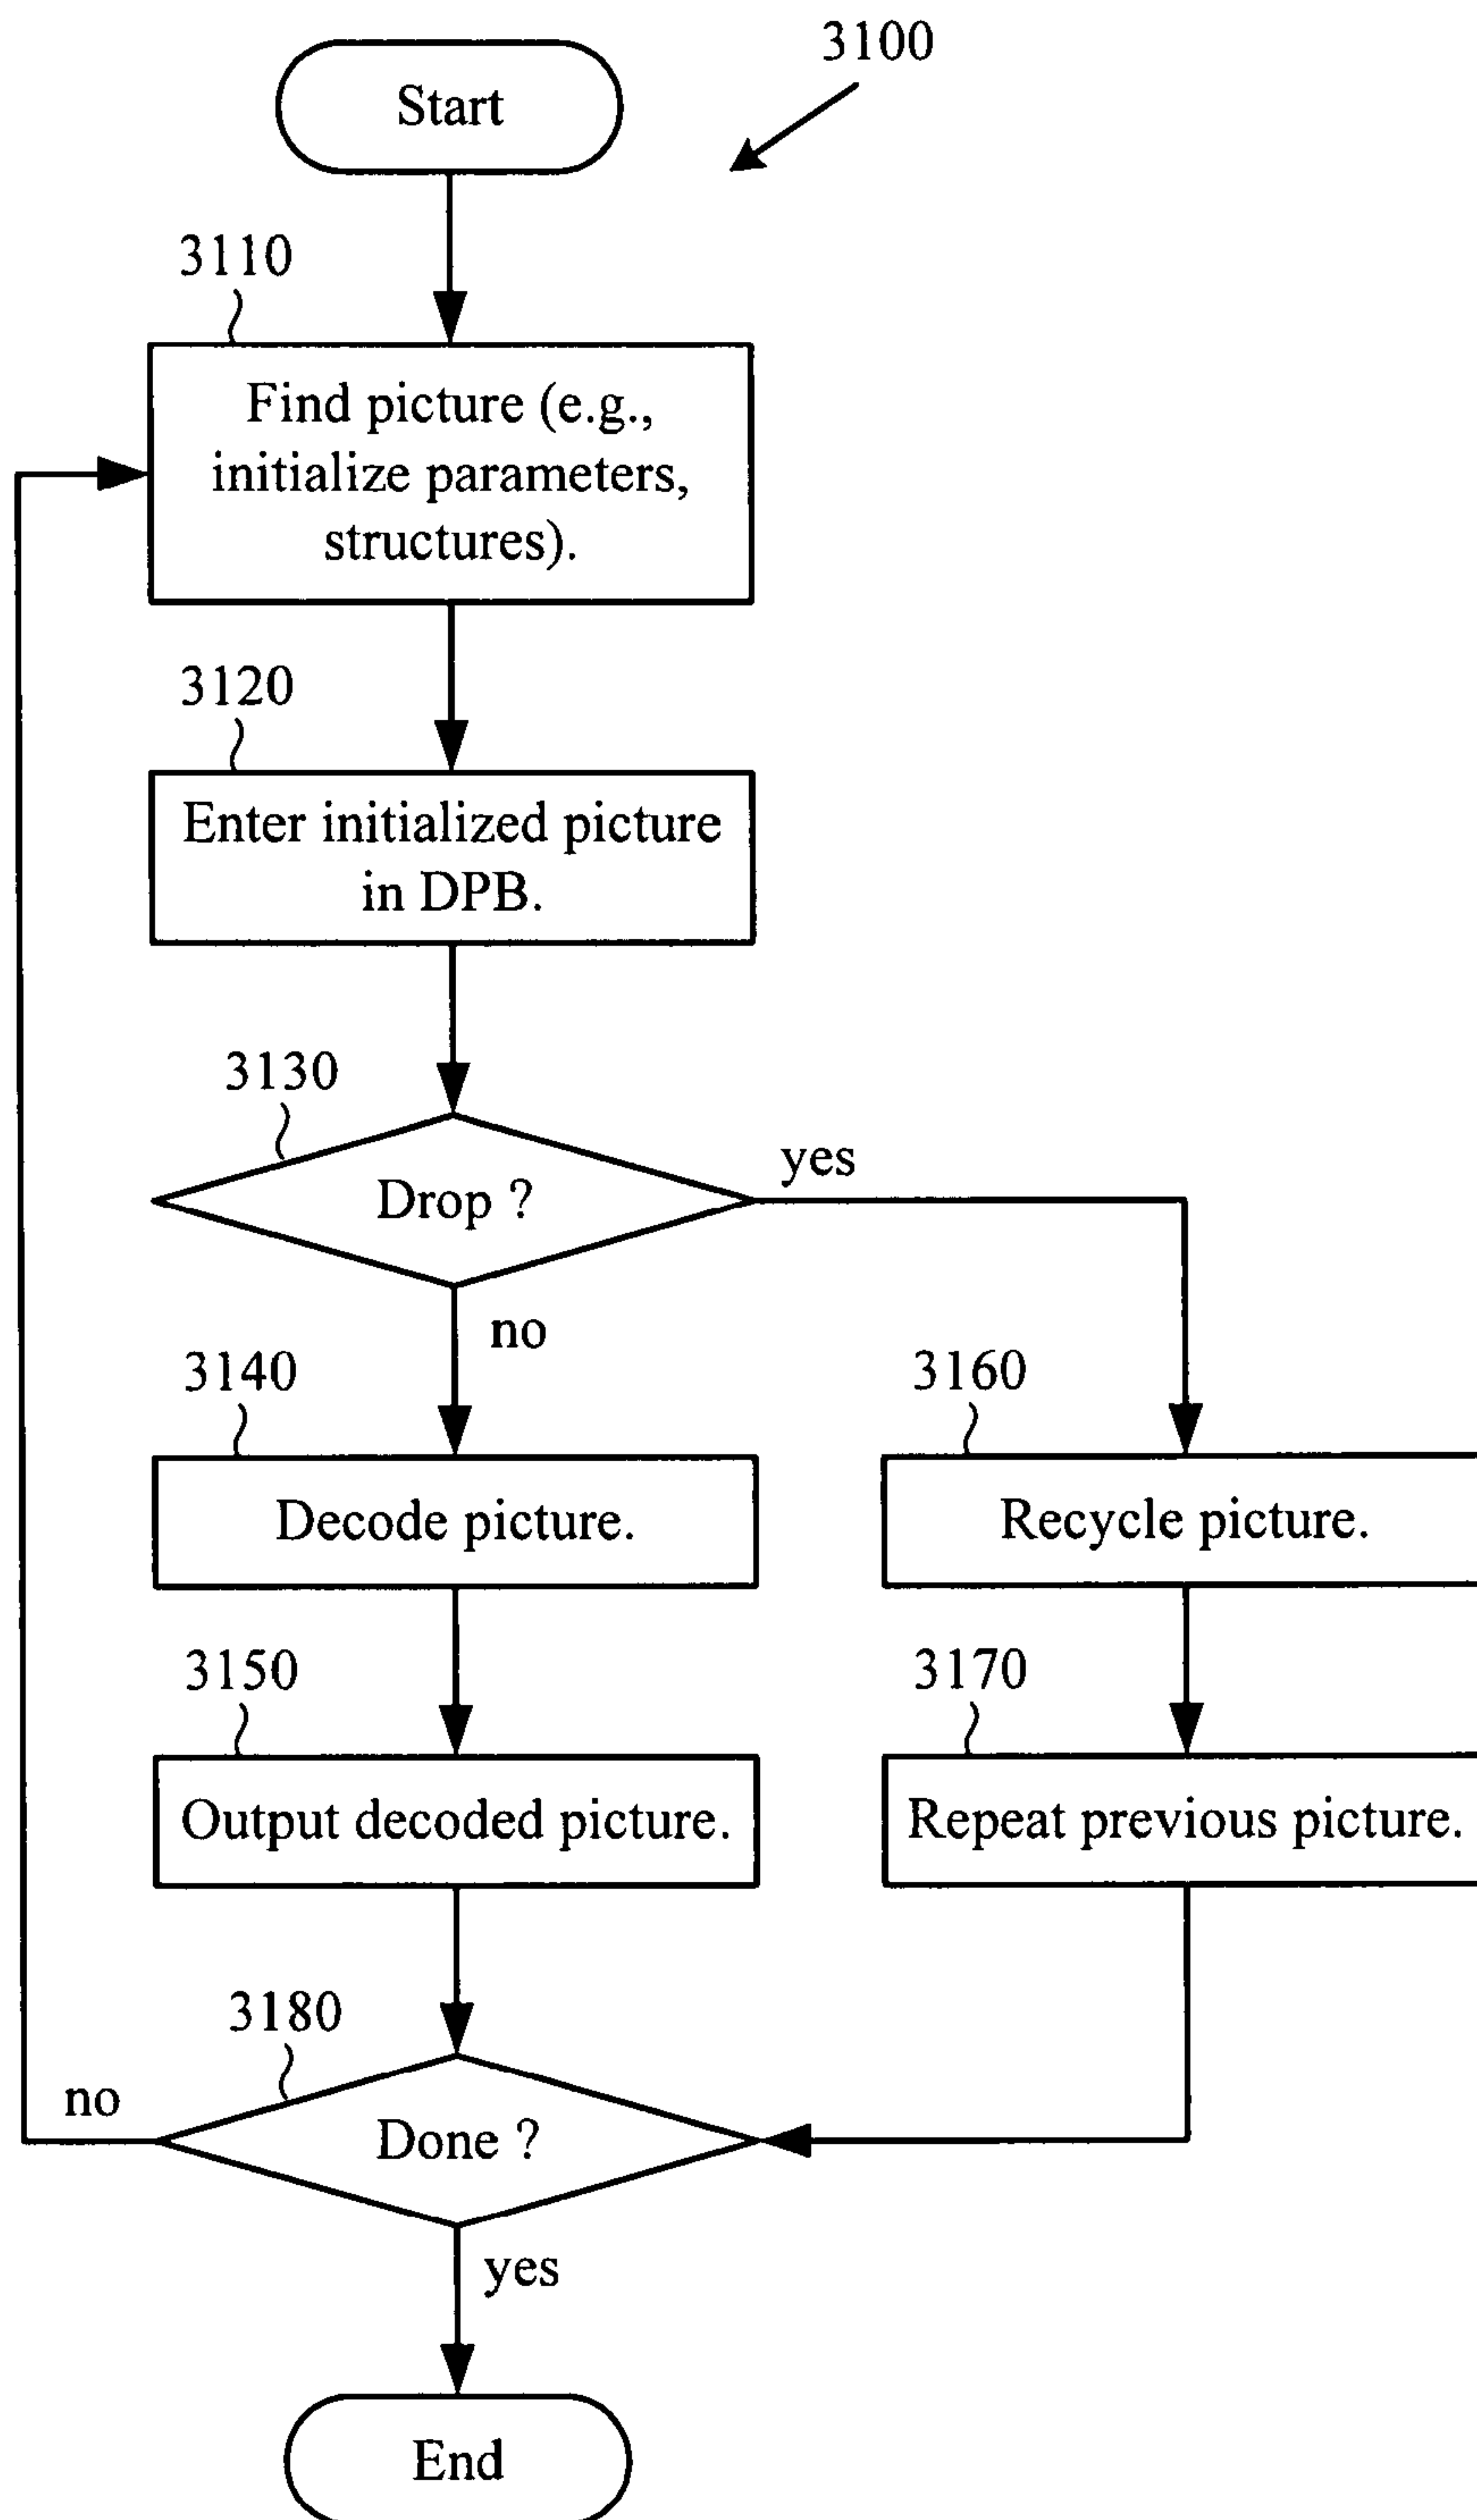 3100
Start
3110
Find picture (e.g.,
initialize parameters,
structures).
3120
Enter initialized picture
in DPB.
3130
Drop ?
yes
no
3140
Decode picture.
3160
Recycle picture.
3150
Output decoded picture.
3170
Repeat previous picture.
3180
Done ?
no
yes
End